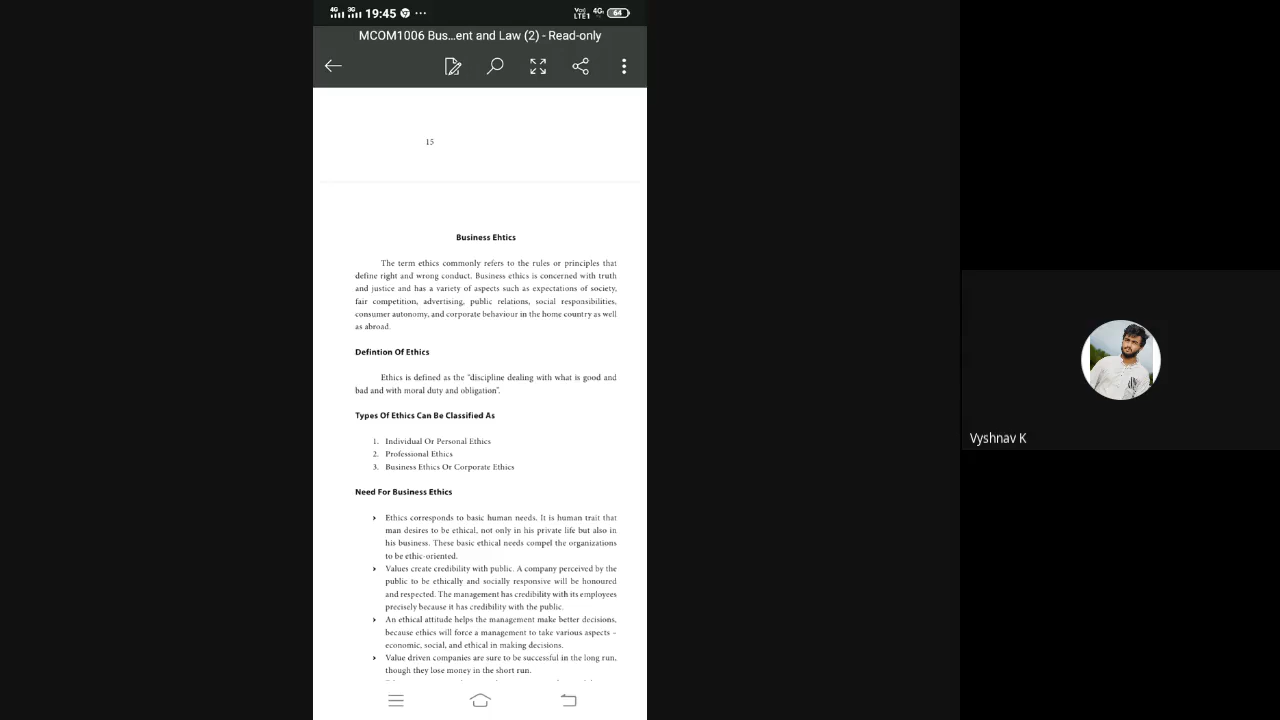 4G 3G 19:45 ... Vo) LTE1 4G 64
MCOM1006 Bus...ent and Law (2) - Read-only
15
Business Ehtics
The term ethics commonly refers to the rules or principles that
define right and wrong conduct. Business ethics is concerned with truth
and justice and has a variety of aspects such as expectations of society,
fair competition, advertising, public relations, social responsibilities,
consumer autonomy, and corporate behaviour in the home country as well
as abroad.
Defintion Of Ethics
Ethics is defined as the “discipline dealing with what is good and
bad and with moral duty and obligation”.
Types Of Ethics Can Be Classified As
1. Individual Or Personal Ethics
2. Professional Ethics
3. Business Ethics Or Corporate Ethics
Need For Business Ethics
Ethics corresponds to basic human needs. It is human trait that
man desires to be ethical, not only in his private life but also in
his business. These basic ethical needs compel the organizations
to be ethic-oriented.
Values create credibility with public. A company perceived by the
public to be ethically and socially responsive will be honoured
and respected. The management has credibility with its employees
precisely because it has credibility with the public.
An ethical attitude helps the management make better decisions,
because ethics will force a management to take various aspects –
economic, social, and ethical in making decisions.
Value driven companies are sure to be successful in the long run,
though they lose money in the short run.
Vyshnav K